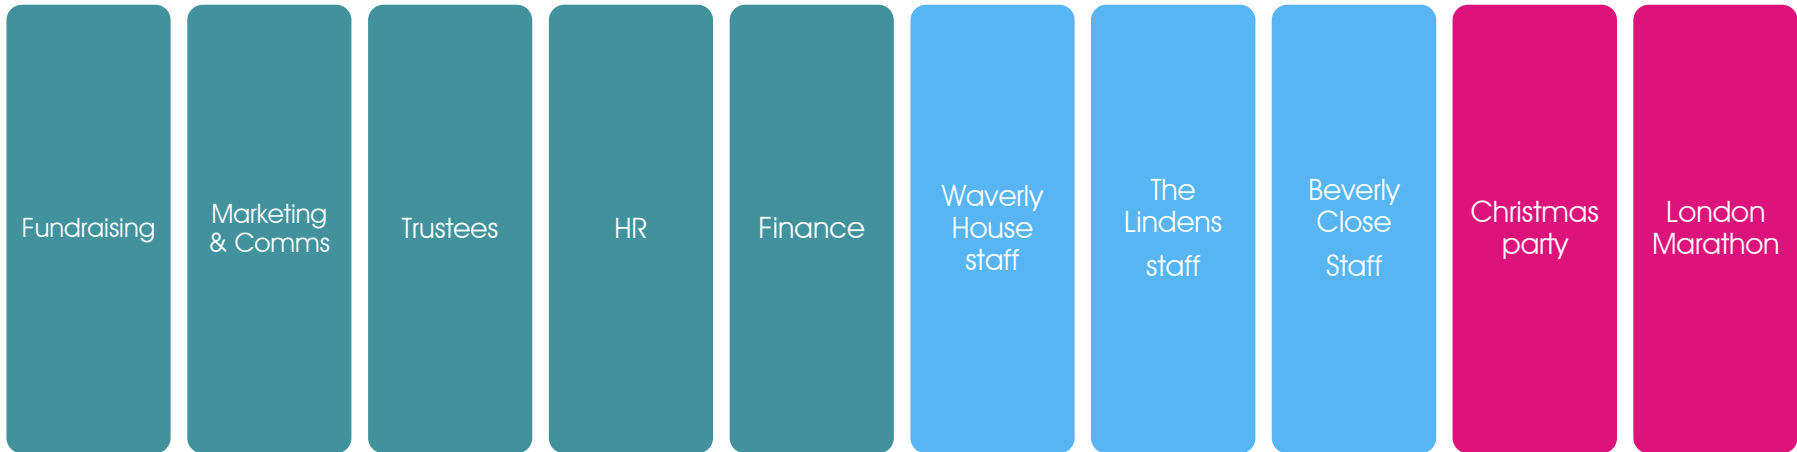 Fundraising
Marketing
& Comms
Trustees
HR
Finance
Waverly
House
staff
The
Lindens
staff
Beverly
Close
Staff
Christmas
party
London
Marathon